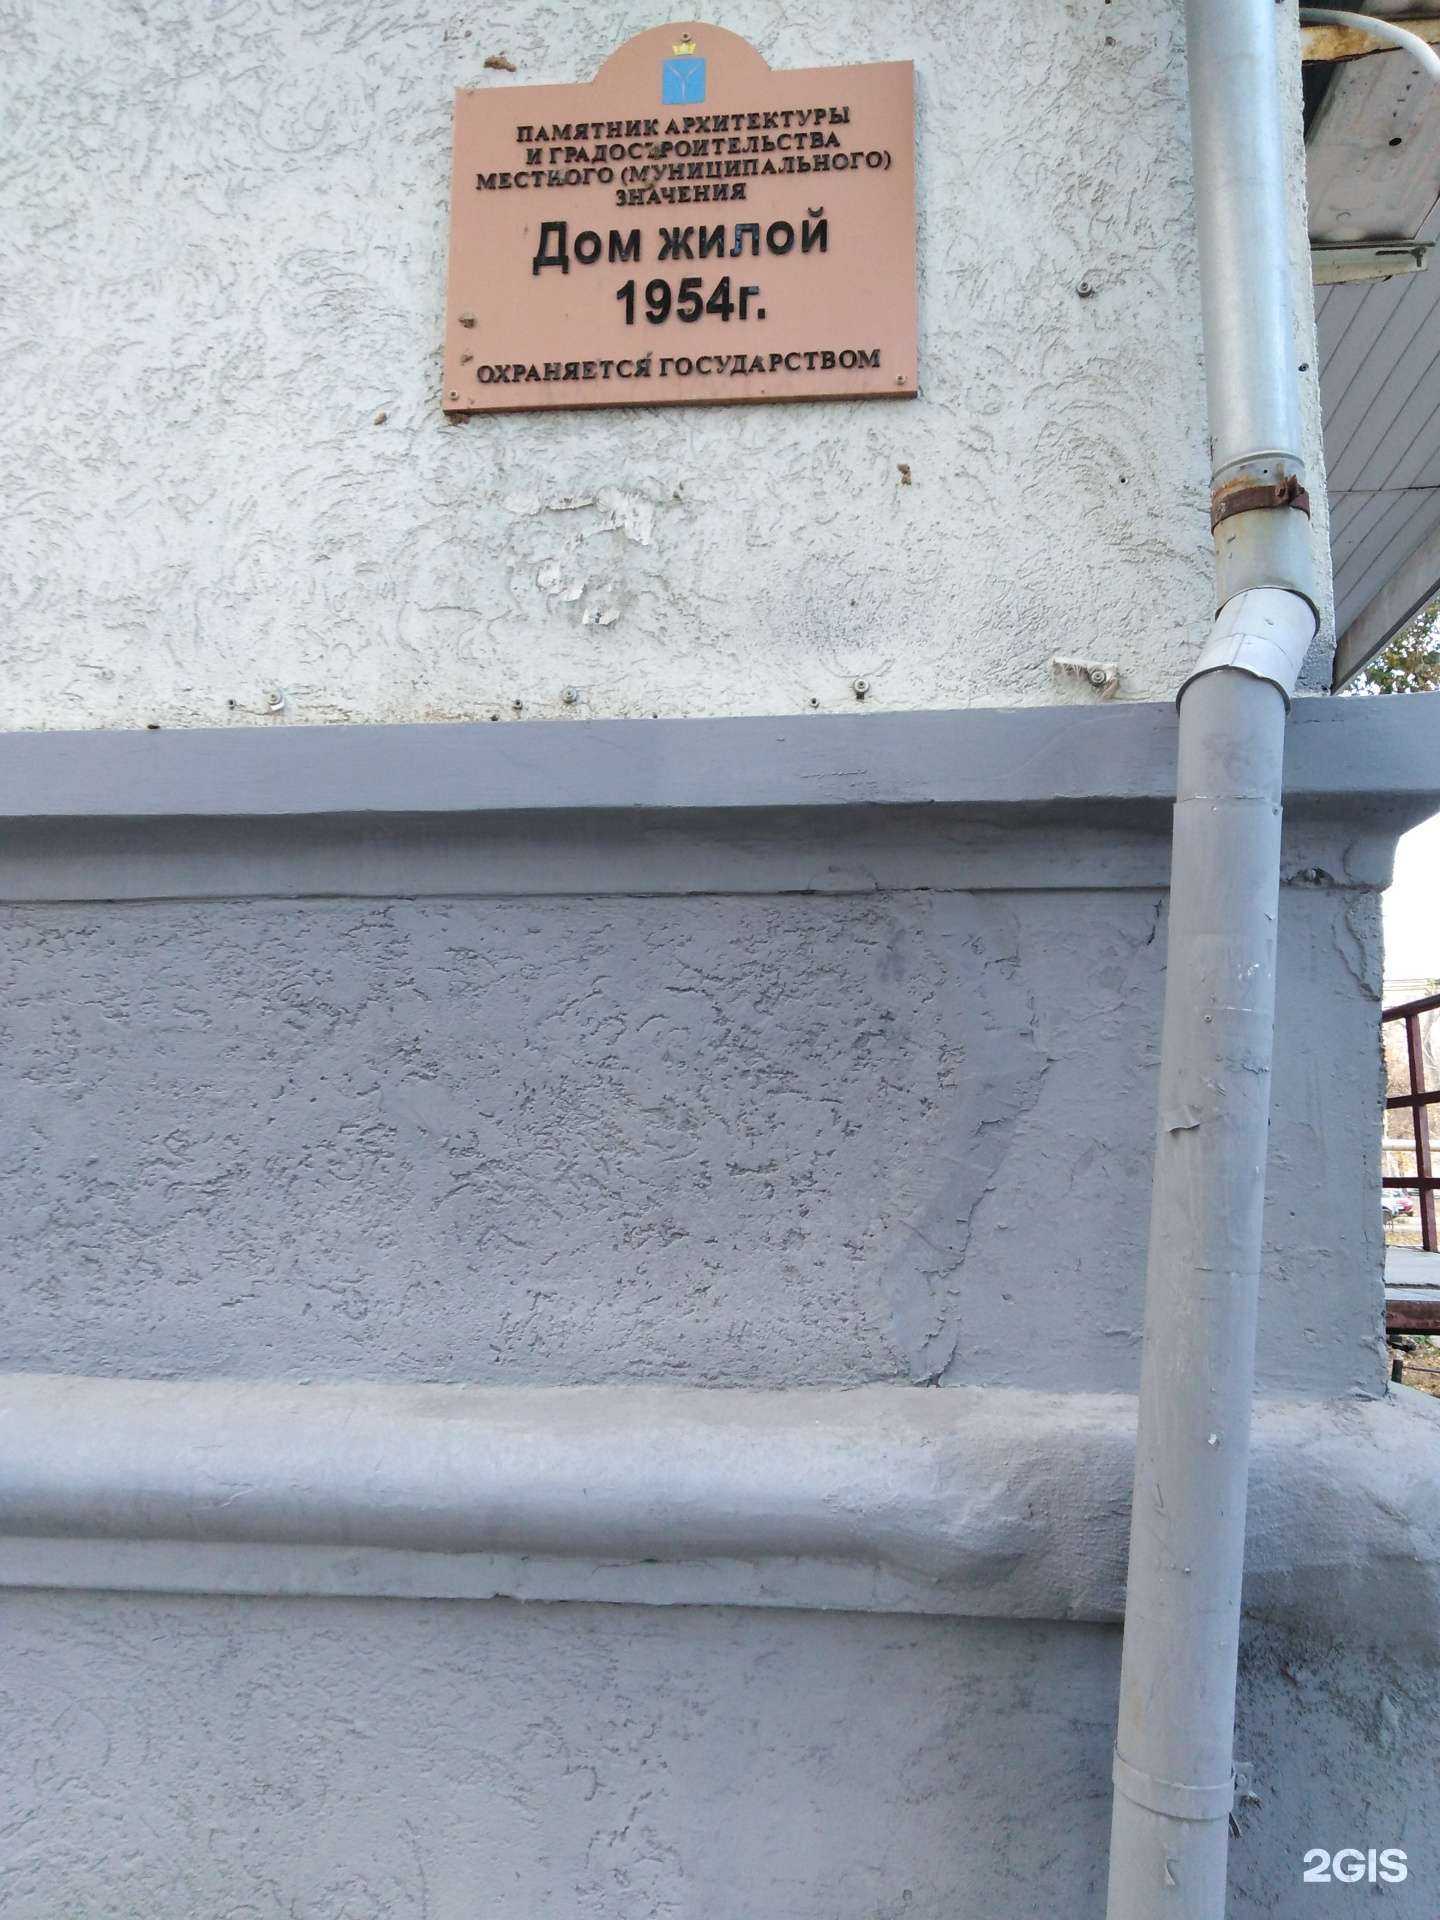 ПАМЯТНИК АРХИТЕКТУРЫ
И ГРАДОСТРОИТЕЛЬСТВА
МЕСТНОГО (МУНИЦИПАЛЬНОГО)
ЗНАЧЕНИЯ
Дом жилой
1954г.
ОХРАНЯЕТСЯ ГОСУДАРСТВОМ
2GIS